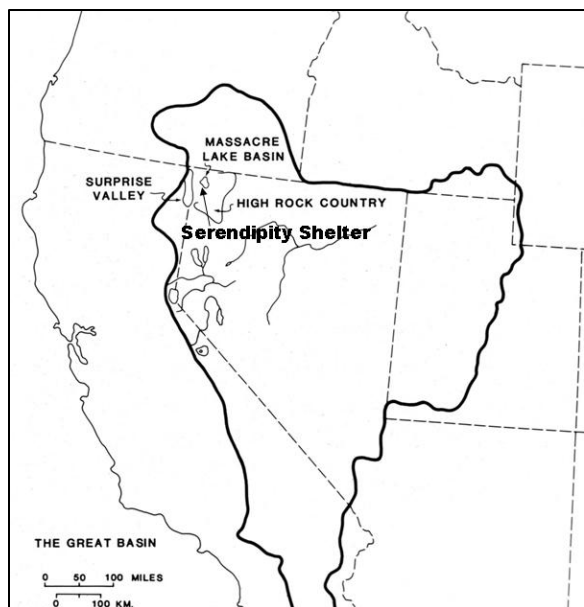 MASSACRE
LAKE BASIN
SURPRISE
VALLEY
HIGH ROCK COUNTRY
Serendipity Shelter
THE GREAT BASIN
0 50 100 MILES
0 100 KM.